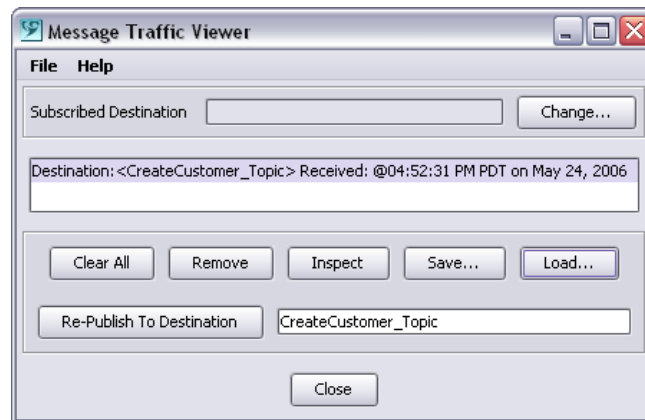 Message Traffic Viewer
File Help
Subscribed Destination Change...
Destination:<CreateCustomer_Topic> Received: @04:52:31 PM PDT on May 24, 2006
Clear All Remove Inspect Save... Load...
Re-Publish To Destination CreateCustomer_Topic
Close